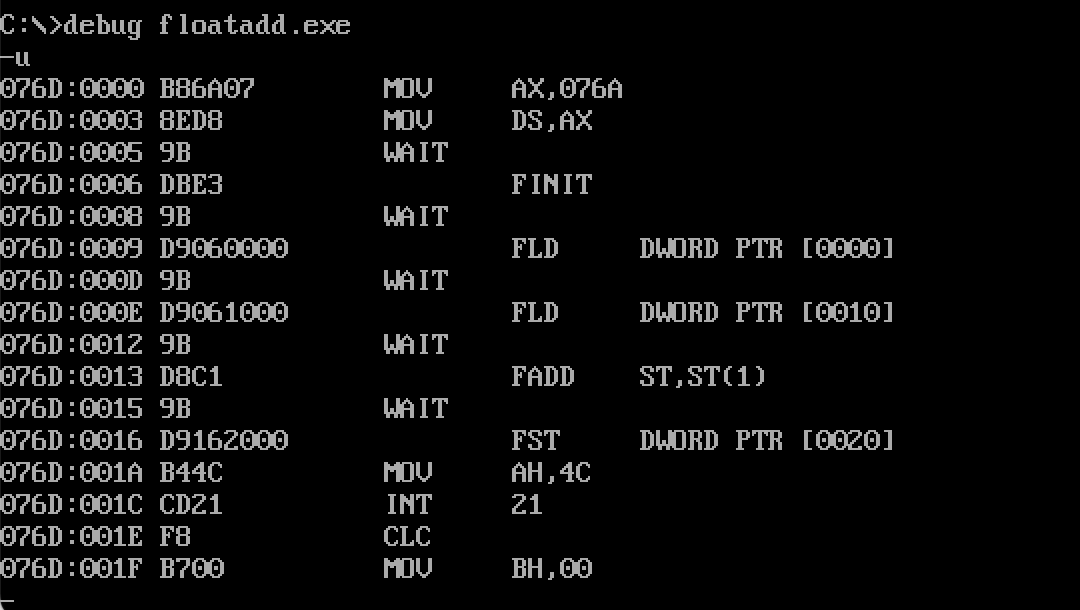 C:\>debug floatadd.exe
-u
076D:0000 B86A07        MOV     AX,076A
076D:0003 8ED8          MOV     DS,AX
076D:0005 9B            WAIT
076D:0006 DBE3                  FINIT
076D:0008 9B            WAIT
076D:0009 D9060000              FLD     DWORD PTR [0000]
076D:000D 9B            WAIT
076D:000E D9061000              FLD     DWORD PTR [0010]
076D:0012 9B            WAIT
076D:0013 D8C1                  FADD    ST,ST(1)
076D:0015 9B            WAIT
076D:0016 D9162000              FST     DWORD PTR [0020]
076D:001A B44C          MOV     AH,4C
076D:001C CD21          INT     21
076D:001E F8            CLC
076D:001F B700          MOV     BH,00
-